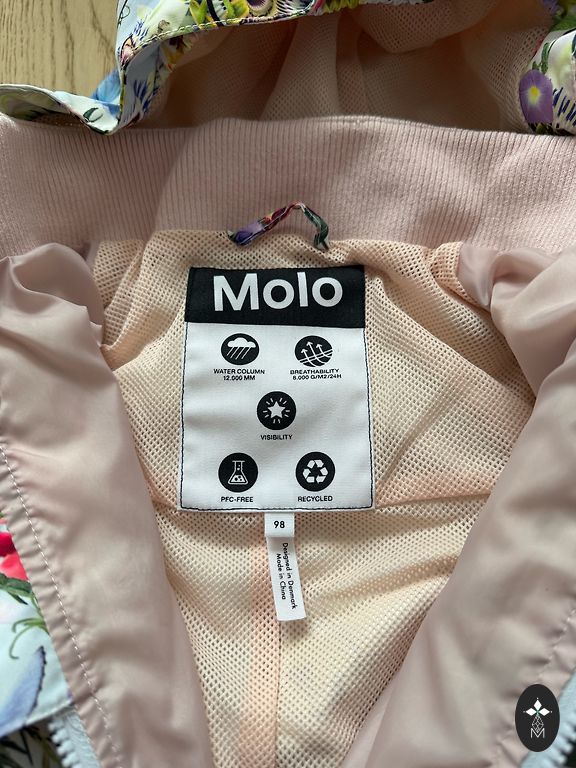 Molo
WATER COLUMN
12.000 MM
BREATHABILITY
8.000 G/M2/24H
VISIBILITY
PFC-FREE
RECYCLED
98
Designed in Denmark
Made in China
M